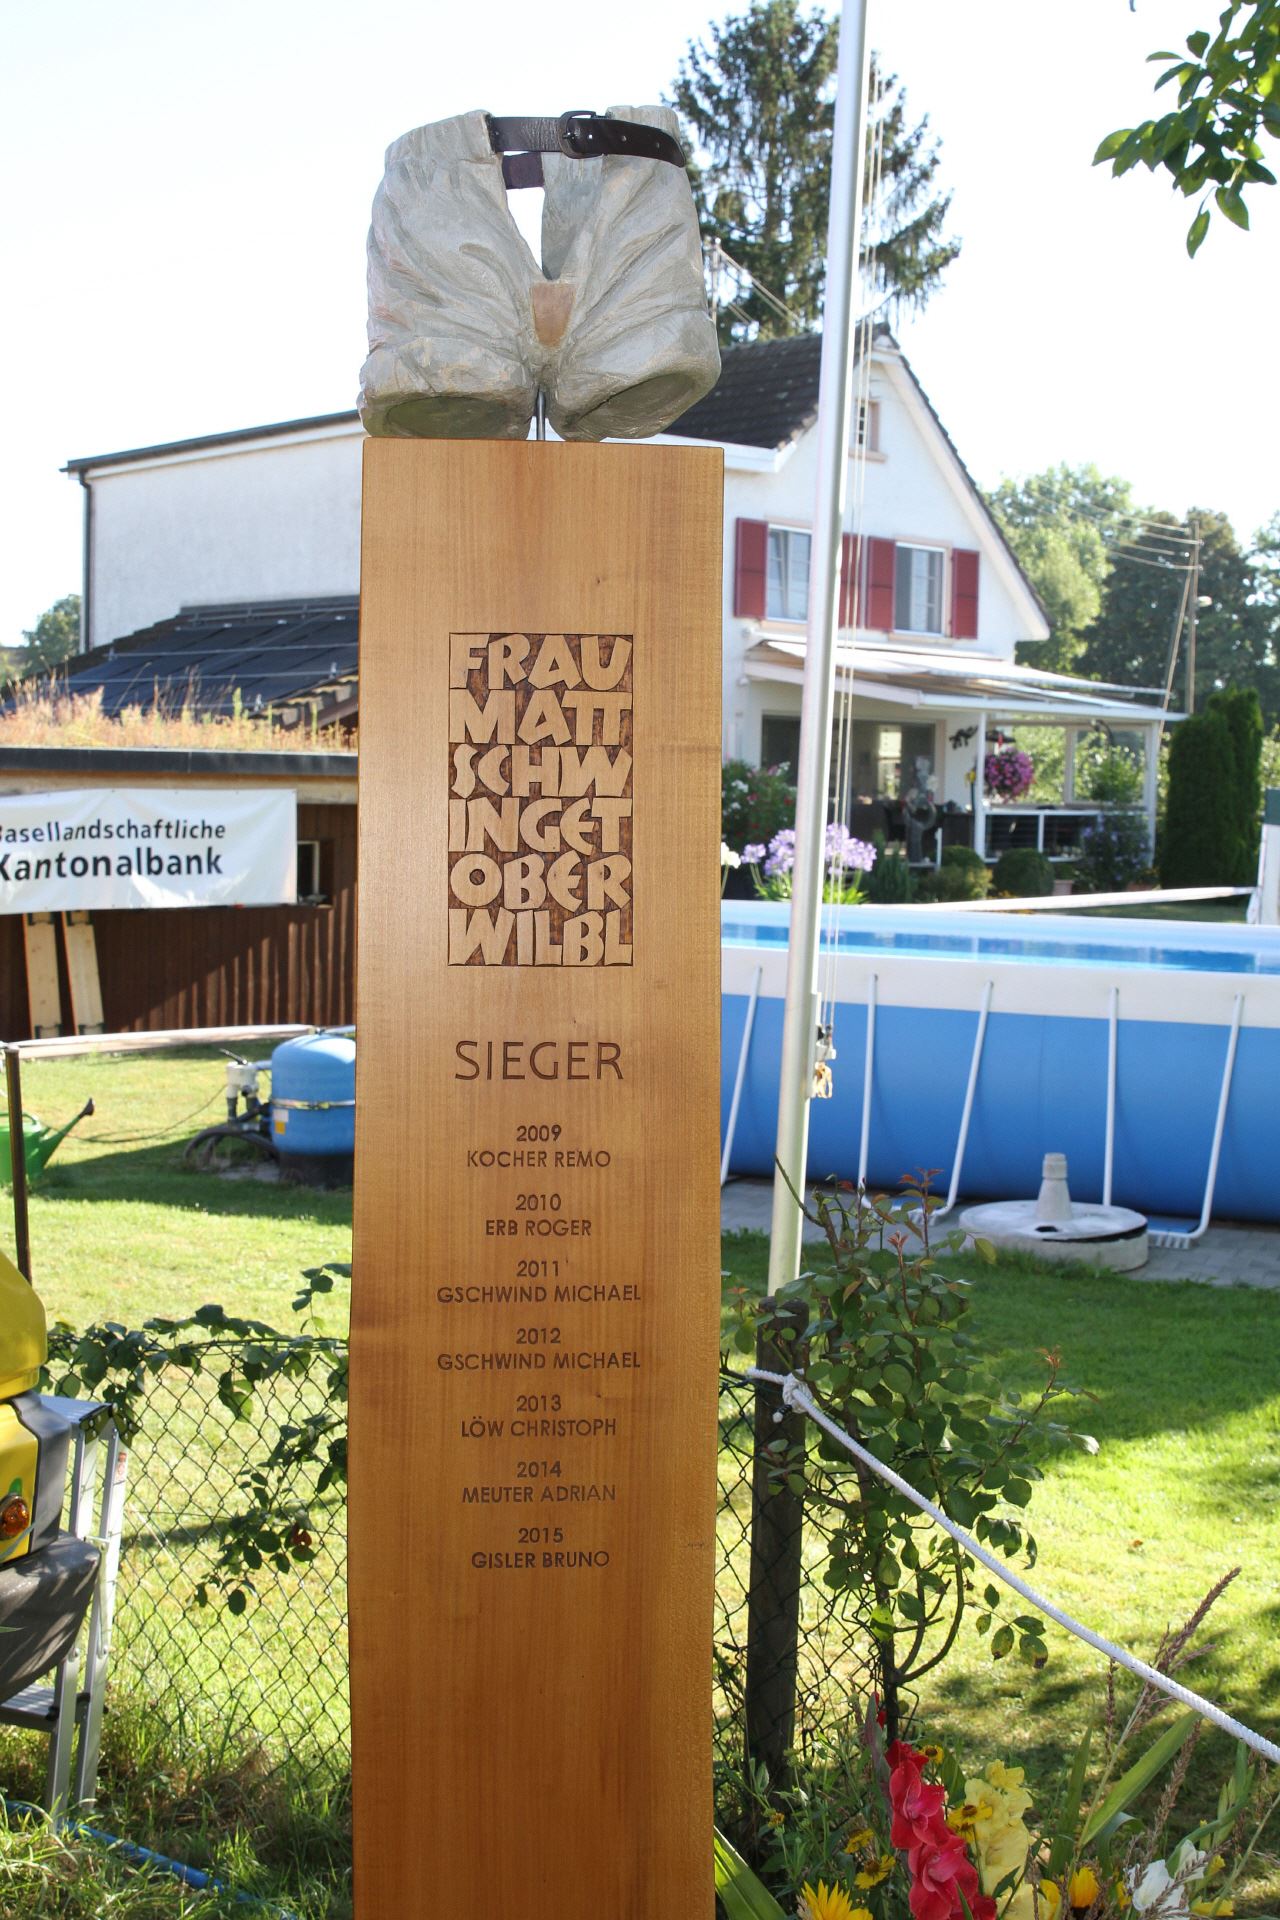 FRAU
MATT
SCHW
INGET
OBER
WILBL
SIEGER
2009
KOCHER REMO
2010
ERB ROGER
2011
GSCHWIND MICHAEL
2012
GSCHWIND MICHAEL
2013
LÖW CHRISTOPH
2014
MEUTER ADRIAN
2015
GISLER BRUNO
Basellandschaftliche
Kantonalbank